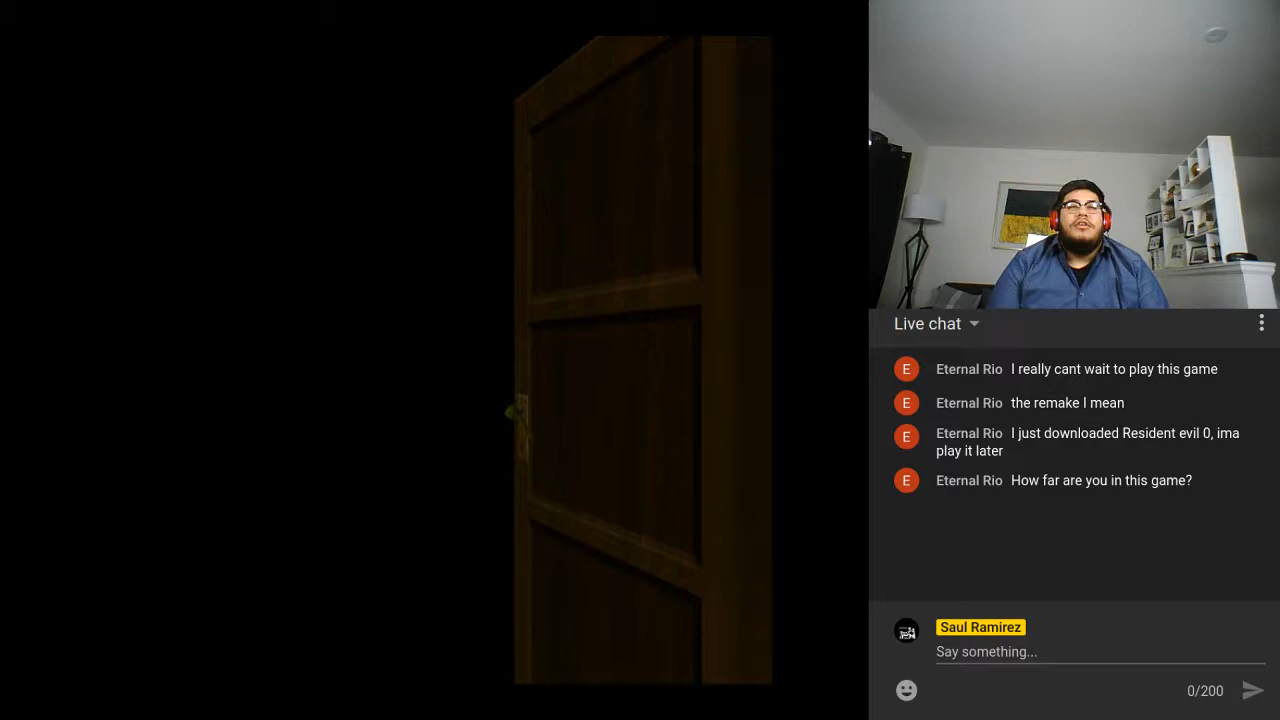 Live chat
E Eternal Rio I really cant wait to play this game
E Eternal Rio the remake I mean
E Eternal Rio I just downloaded Resident evil 0, ima
play it later
E Eternal Rio How far are you in this game?
Saul Ramirez
Say something...
0/200